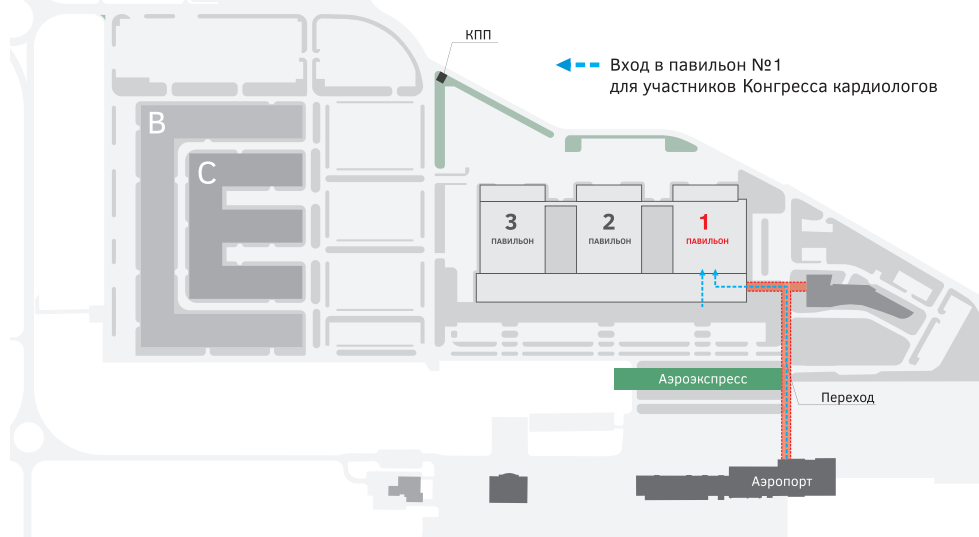 КПП
Вход в павильон №1
для участников Конгресса кардиологов
B
C
3
ПАВИЛЬОН
2
ПАВИЛЬОН
1
ПАВИЛЬОН
Аэроэкспресс
Переход
Аэропорт